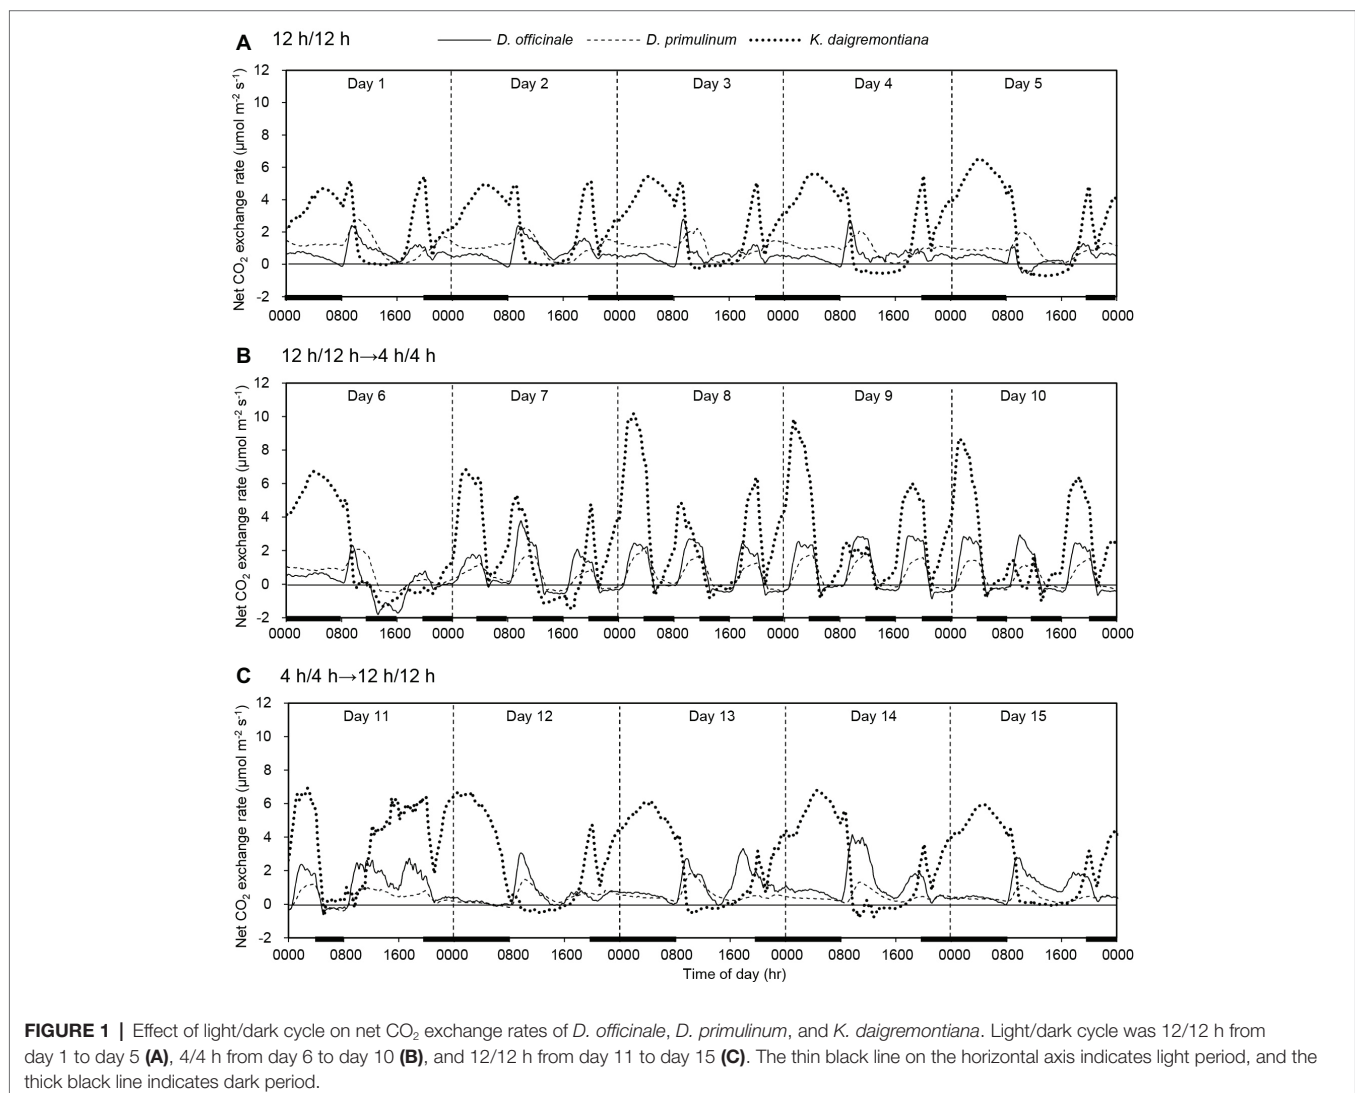 A 12 h/12 h D. officinale D. primulinum K. daigremontiana
Net CO2 exchange rate (μmol m-2 s-1)
12
10
8
6
4
2
0
-2
Day 1 Day 2 Day 3 Day 4 Day 5
0000 0800 1600 0000 0800 1600 0000 0800 1600 0000 0800 1600 0000 0800 1600 0000
B 12 h/12 h→4 h/4 h
Net CO2 exchange rate (μmol m-2 s-1)
12
10
8
6
4
2
0
-2
Day 6 Day 7 Day 8 Day 9 Day 10
0000 0800 1600 0000 0800 1600 0000 0800 1600 0000 0800 1600 0000 0800 1600 0000
C 4 h/4 h→12 h/12 h
Net CO2 exchange rate (μmol m-2 s-1)
12
10
8
6
4
2
0
-2
Day 11 Day 12 Day 13 Day 14 Day 15
0000 0800 1600 0000 0800 1600 0000 0800 1600 0000 0800 1600 0000 0800 1600 0000
Time of day (hr)
FIGURE 1 | Effect of light/dark cycle on net CO2 exchange rates of D. officinale, D. primulinum, and K. daigremontiana. Light/dark cycle was 12/12 h from
day 1 to day 5 (A), 4/4 h from day 6 to day 10 (B), and 12/12 h from day 11 to day 15 (C). The thin black line on the horizontal axis indicates light period, and the
thick black line indicates dark period.